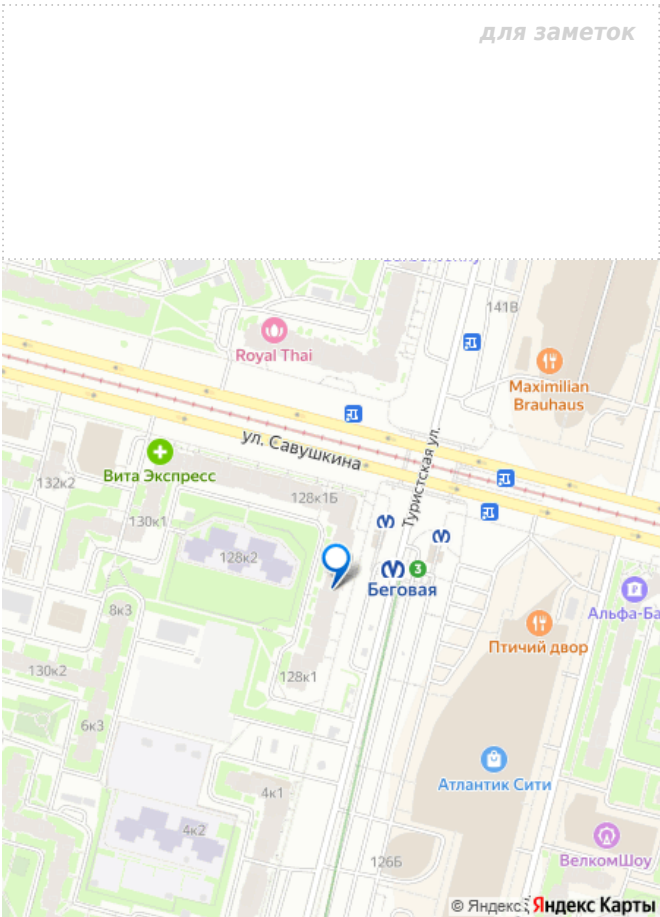 для заметок
141В
Royal Thai
Maximilian
Brauhaus
ул. Савушкина
Туристская ул.
Вита Экспресс
132к2
128к1Б
130к1
128к2
3
Беговая
Альфа-Ба
8к3
Птичий двор
130к2
128к1
6к3
Атлантик Сити
4к1
4к2
126Б
ВелкомШоу
© Яндекс
Яндекс Карты